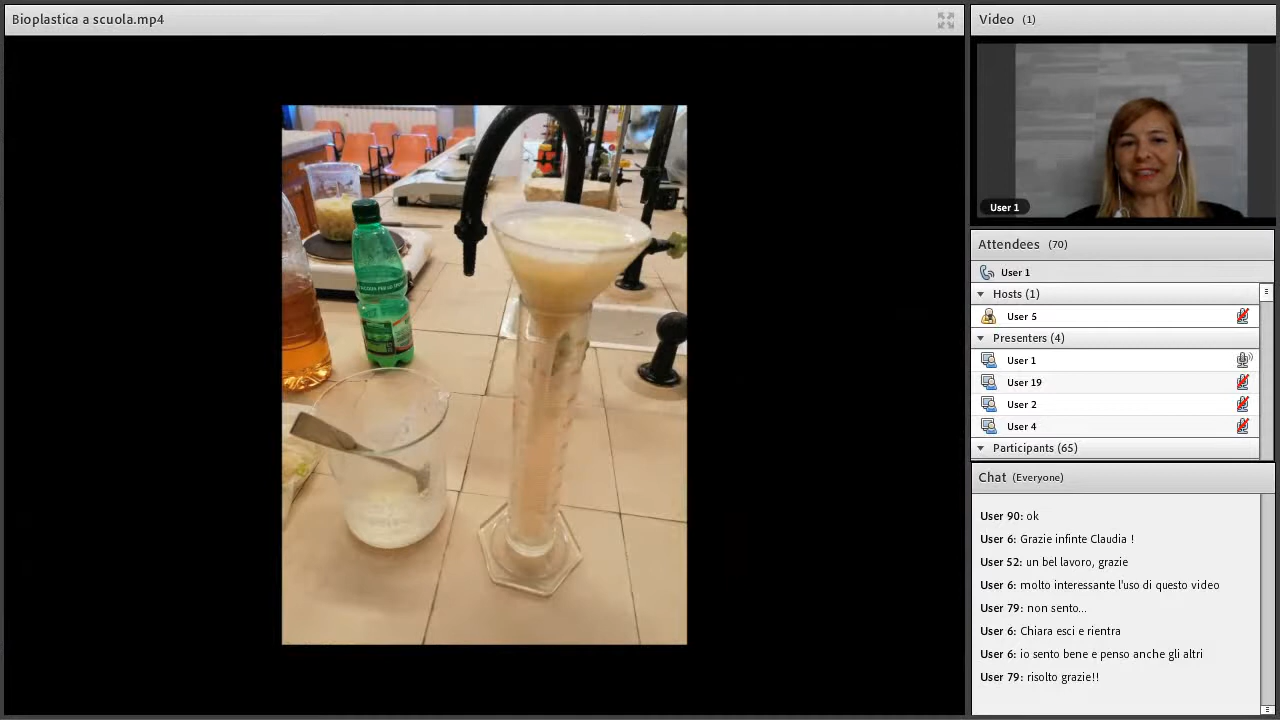 Bioplastica a scuola.mp4
Video (1)
User 1
Attendees (70)
User 1
Hosts (1)
User 5
Presenters (4)
User 1
User 19
User 2
User 4
Participants (65)
Chat (Everyone)
User 90: ok
User 6: Grazie infinte Claudia !
User 52: un bel lavoro, grazie
User 6: molto interessante l'uso di questo video
User 79: non sento...
User 6: Chiara esci e rientra
User 6: io sento bene e penso anche gli altri
User 79: risolto grazie!!